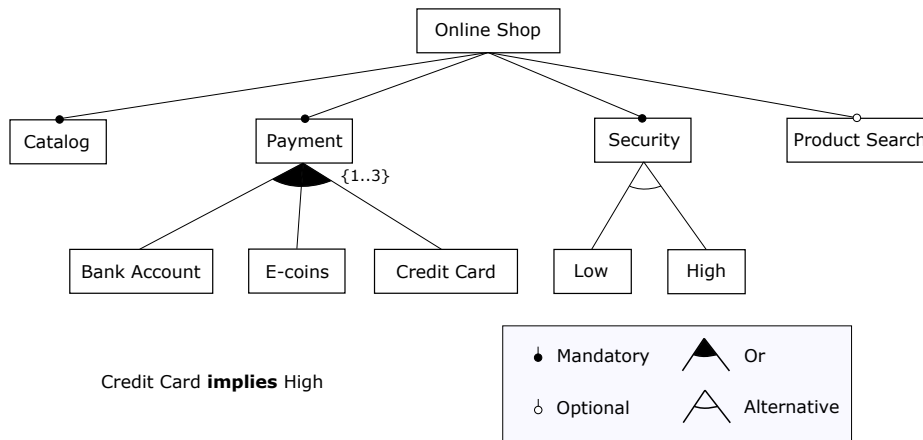 Online Shop
Catalog
Payment
Security
Product Search
{1..3}
Bank Account
E-coins
Credit Card
Low
High
Credit Card implies High
Mandatory
Or
Optional
Alternative